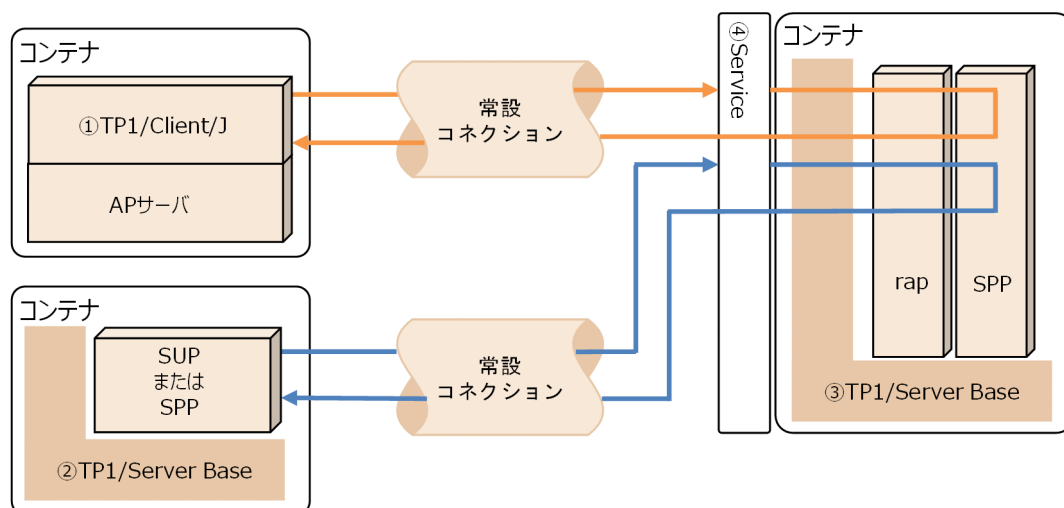 コンテナ
①TP1/Client/J
APサーバ
常設
コネクション
④Service
コンテナ
rap
SPP
③TP1/Server Base
コンテナ
SUP
または
SPP
②TP1/Server Base
常設
コネクション